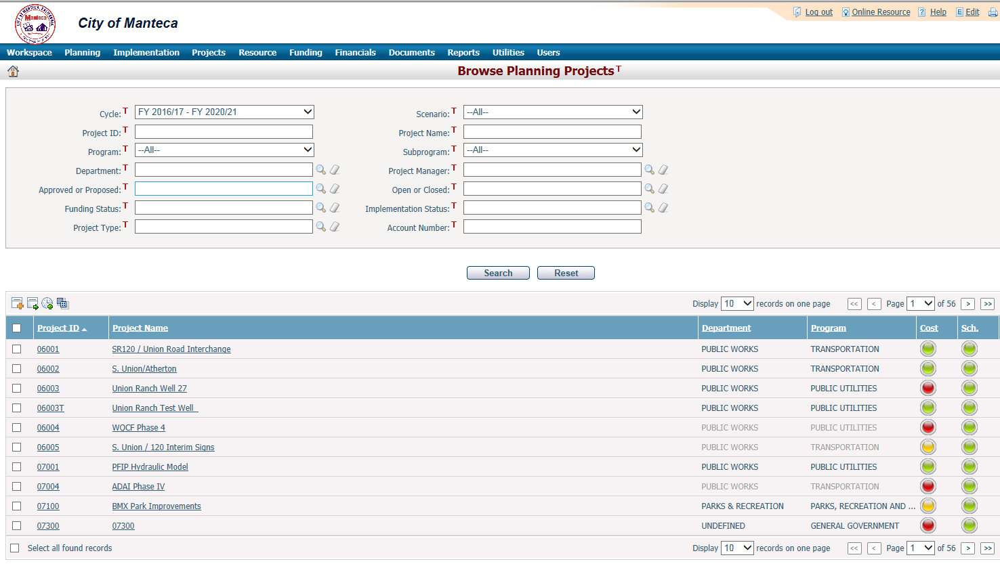 Manteca
City of Manteca
Log out Online Resource ? Help E Edit
Workspace Planning Implementation Projects Resource Funding Financials Documents Reports Utilities Users
Browse Planning Projects T
Cycle: T FY 2016/17 - FY 2020/21 Scenario: T --All--
Project ID: T Project Name: T
Program: T --All-- Subprogram: T --All--
Department: T Project Manager: T
Approved or Proposed: T Open or Closed: T
Funding Status: T Implementation Status: T
Project Type: T Account Number: T
Search Reset
Display 10 records on one page << < Page 1 of 56 > >>
Project ID Project Name Department Program Cost Sch.
06001 SR120 / Union Road Interchange PUBLIC WORKS TRANSPORTATION
06002 S. Union/Atherton PUBLIC WORKS TRANSPORTATION
06003 Union Ranch Well 27 PUBLIC WORKS PUBLIC UTILITIES
06003T Union Ranch Test Well PUBLIC WORKS PUBLIC UTILITIES
06004 WQCF Phase 4 PUBLIC WORKS PUBLIC UTILITIES
06005 S. Union / 120 Interim Signs PUBLIC WORKS TRANSPORTATION
07001 PFIP Hydraulic Model PUBLIC WORKS PUBLIC UTILITIES
07004 ADAI Phase IV PUBLIC WORKS TRANSPORTATION
07100 BMX Park Improvements PARKS & RECREATION PARKS, RECREATION AND ...
07300 07300 UNDEFINED GENERAL GOVERNMENT
Select all found records Display 10 records on one page << < Page 1 of 56 > >>